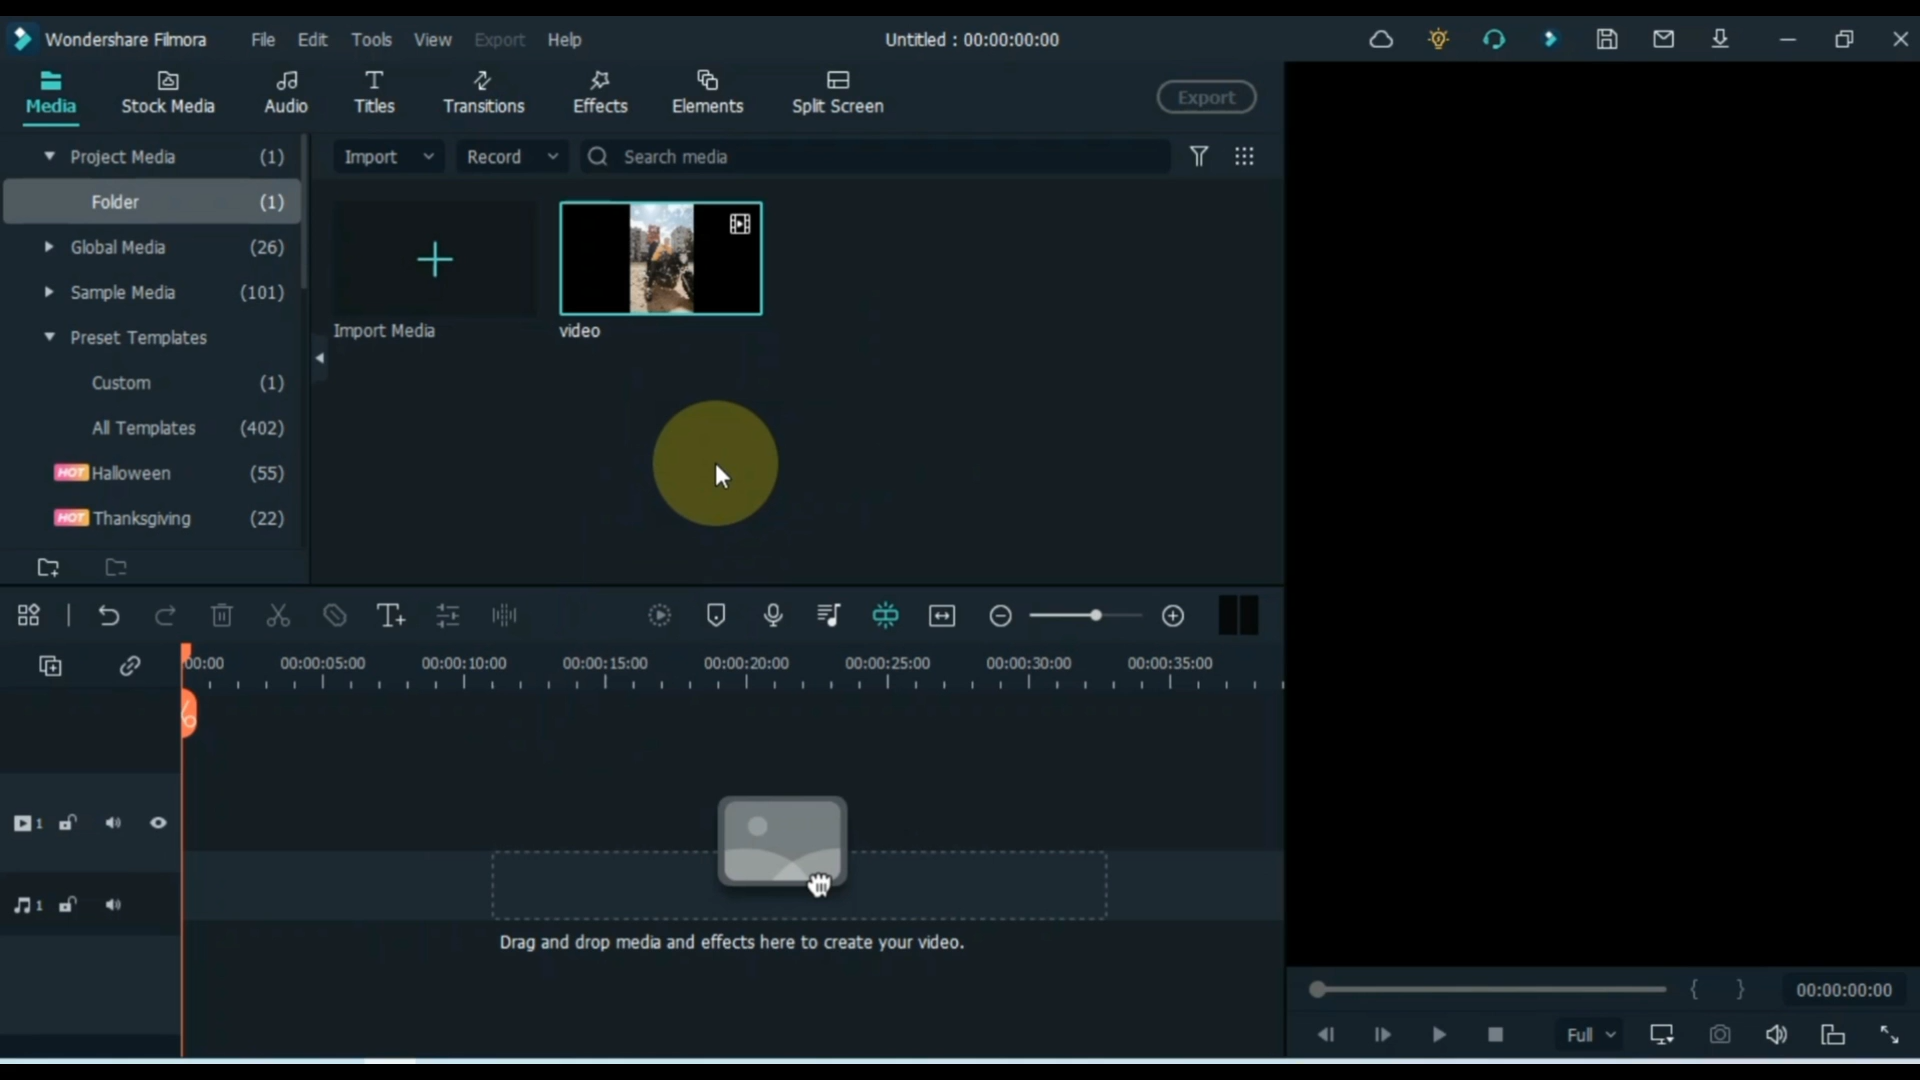 Wondershare Filmora File Edit Tools View Export Help Untitled : 00:00:00:00
Media Stock Media Audio Titles Transitions Effects Elements Split Screen Export
Project Media (1)
Folder (1)
Global Media (26)
Sample Media (101)
Preset Templates
Custom (1)
All Templates (402)
HOT Halloween (55)
HOT Thanksgiving (22)
Import Record Search media
Import Media video
00:00 00:00:05:00 00:00:10:00 00:00:15:00 00:00:20:00 00:00:25:00 00:00:30:00 00:00:35:00
1
1
Drag and drop media and effects here to create your video.
{ } 00:00:00:00
Full